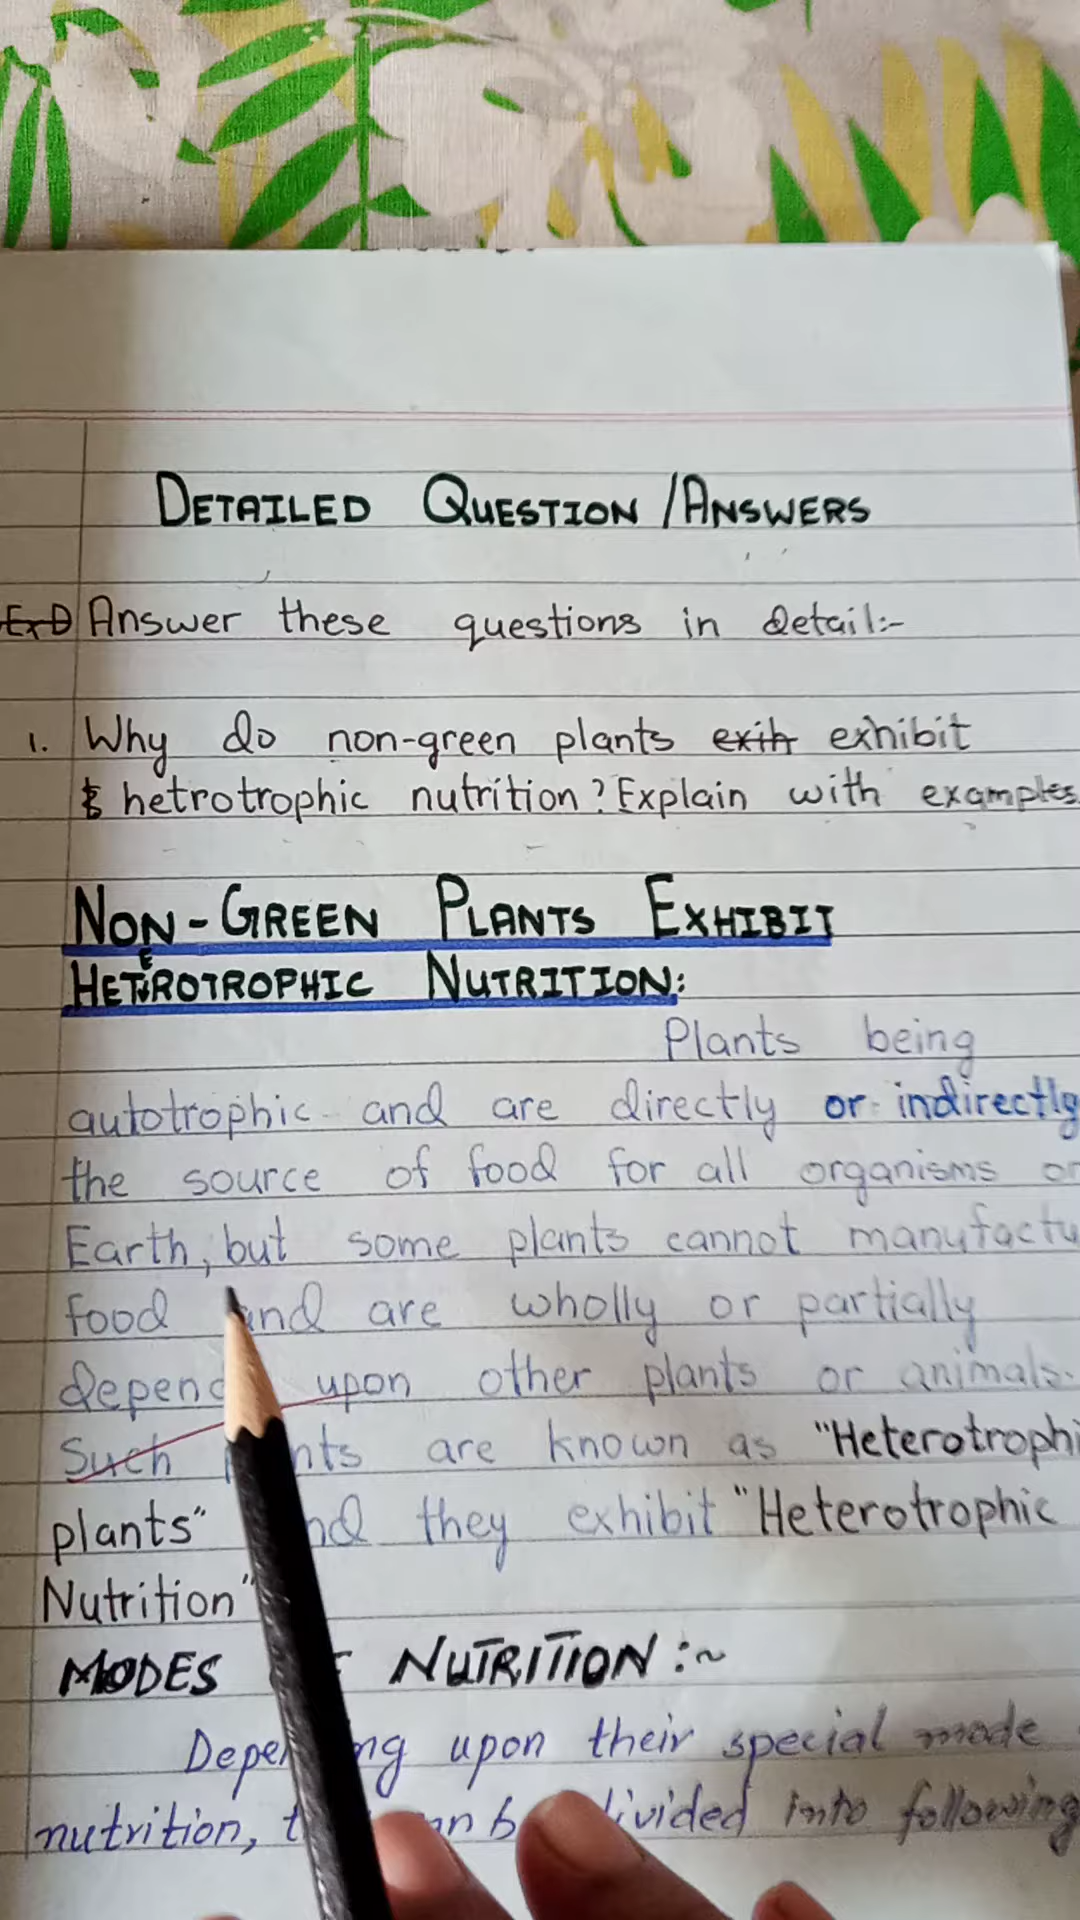 DETAILED QUESTION/ANSWERS
Ex D Answer these questions in detail:-
1. Why do non-green plants exih exhibit
hetrotrophic nutrition? Explain with examples
NON-GREEN PLANTS EXHIBIT
HETEROTROPHIC NUTRITION:
Plants being
autotrophic and are directly or indirectly
the source of food for all organisms
Earth, but some plants cannot manufactu
food and are wholly or partially
depend upon other plants or animals.
Such are known as "Heterotrophi
plants" they exhibit "Heterotrophic
Nutrition"
MODES NUTRITION:~
upon their special mode
nutrition, divided into following